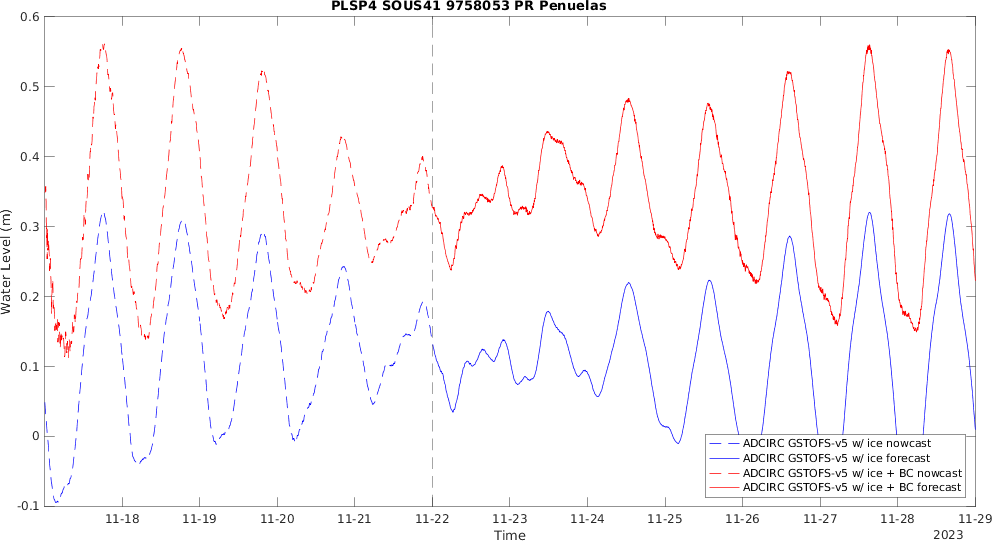 PLSP4 SOUS41 9758053 PR Penuelas
Water Level (m)
0.6
0.5
0.4
0.3
0.2
0.1
0
-0.1
ADCIRC GSTOFS-v5 w/ ice nowcast
ADCIRC GSTOFS-v5 w/ ice forecast
ADCIRC GSTOFS-v5 w/ ice + BC nowcast
ADCIRC GSTOFS-v5 w/ ice + BC forecast
11-18 11-19 11-20 11-21 11-22 11-23 11-24 11-25 11-26 11-27 11-28 11-29
Time
2023